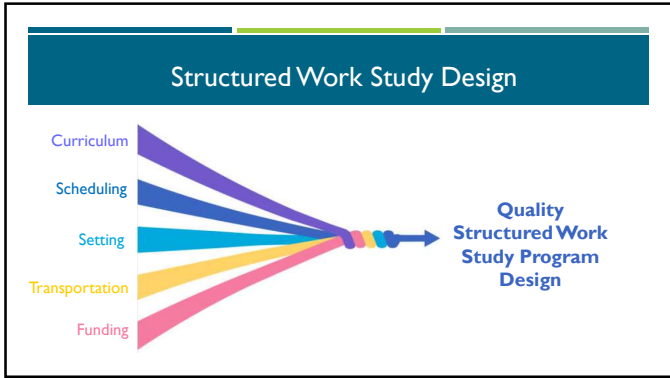 Structured Work Study Design
Curriculum
Scheduling
Setting
Transportation
Funding
Quality
Structured Work
Study Program
Design